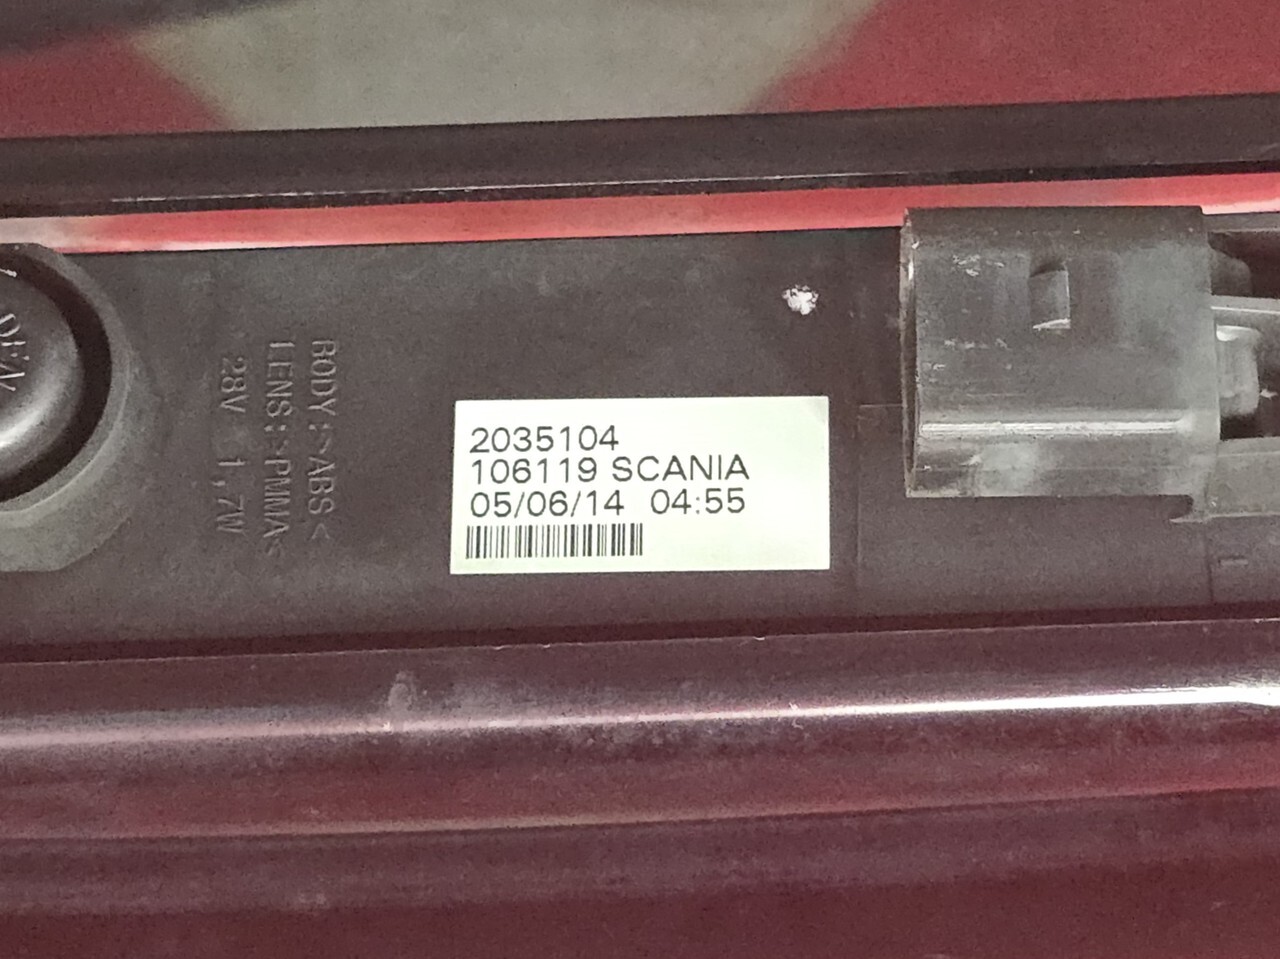 BODY:>ABS<
LENS:>PMMA<
28V 1,7W
2035104
106119 SCANIA
05/06/14 04:55